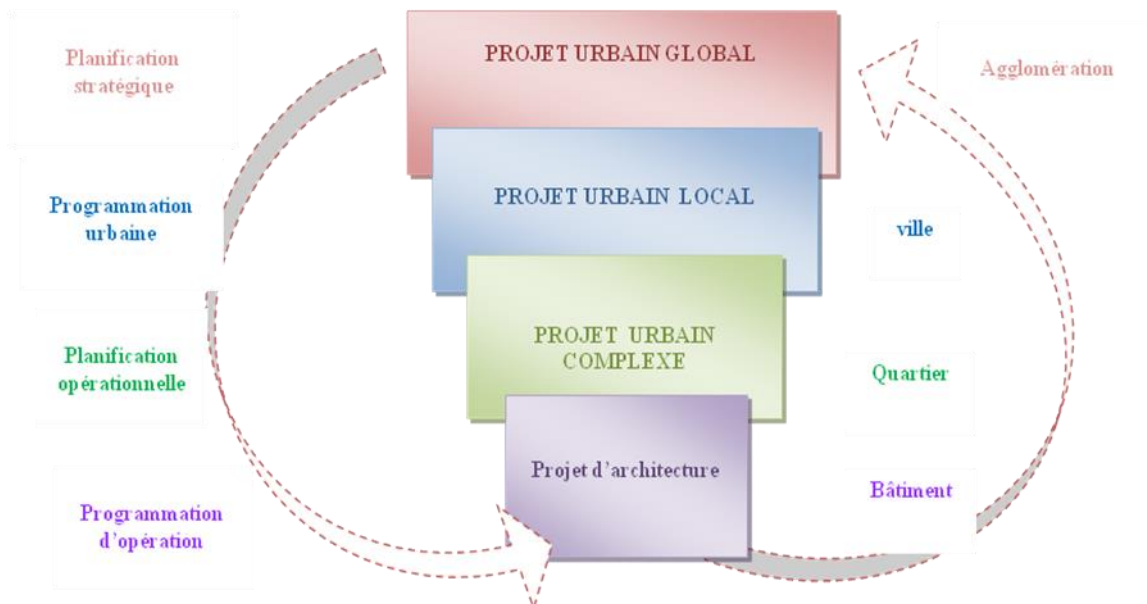 Planification
stratégique
PROJET URBAIN GLOBAL
Agglomération
Programmation
urbaine
PROJET URBAIN LOCAL
ville
Planification
opérationnelle
PROJET URBAIN
COMPLEXE
Quartier
Programmation
d'opération
Projet d'architecture
Bâtiment